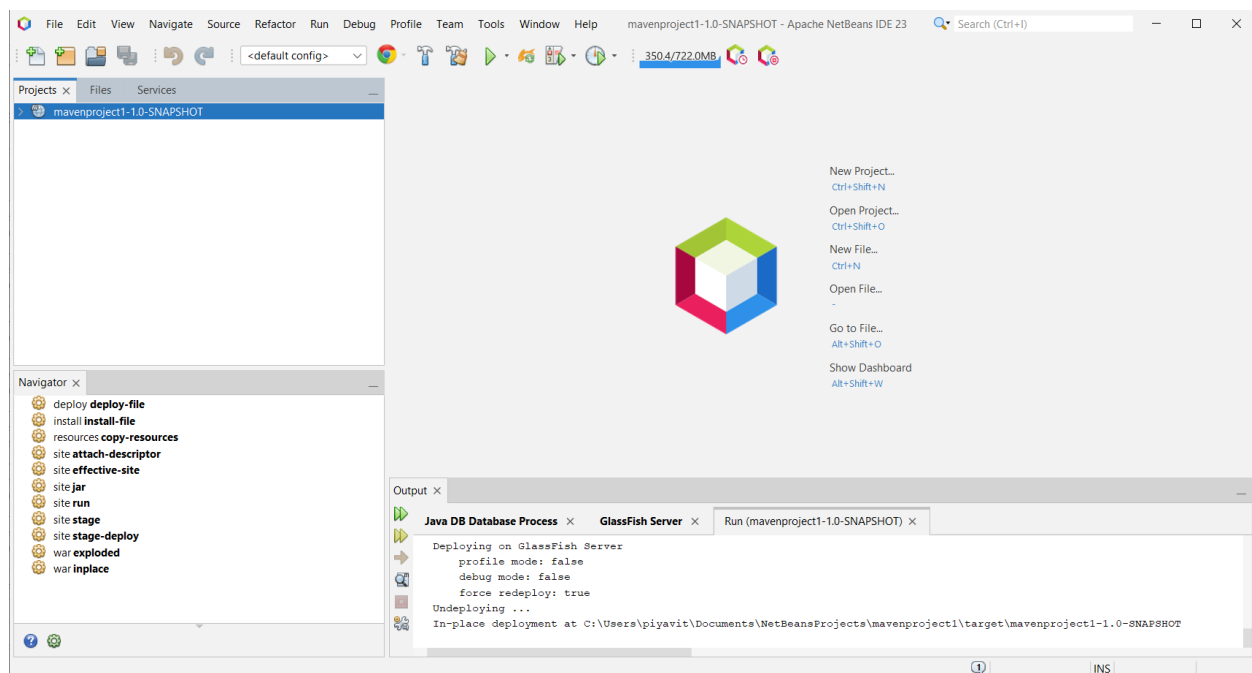 File Edit View Navigate Source Refactor Run Debug Profile Team Tools Window Help mavenproject1-1.0-SNAPSHOT - Apache NetBeans IDE 23 Search (Ctrl+I)
<default config> 350.4/722.0MB
Projects Files Services
mavenproject1-1.0-SNAPSHOT
New Project...
Ctrl+Shift+N
Open Project...
Ctrl+Shift+O
New File...
Ctrl+N
Open File...
-
Go to File...
Alt+Shift+O
Show Dashboard
Alt+Shift+W
Navigator
deploy deploy-file
install install-file
resources copy-resources
site attach-descriptor
site effective-site
site jar
site run
site stage
site stage-deploy
war exploded
war inplace
Output
Java DB Database Process GlassFish Server Run (mavenproject1-1.0-SNAPSHOT)
Deploying on GlassFish Server
profile mode: false
debug mode: false
force redeploy: true
Undeploying ...
In-place deployment at C:\Users\piyavit\Documents\NetBeansProjects\mavenproject1\target\mavenproject1-1.0-SNAPSHOT
1 INS